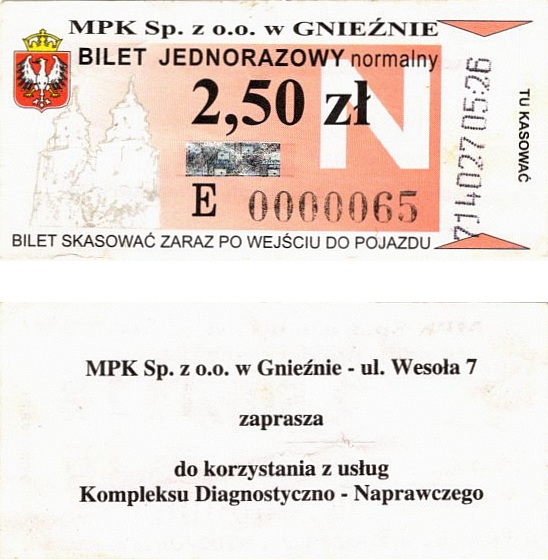 MPK Sp. z o.o. w GNIEŹNIE
BILET JEDNORAZOWY normalny
2,50 zł
N
E 0000065
BILET SKASOWAĆ ZARAZ PO WEJŚCIU DO POJAZDU
TU KASOWAĆ
714027 05:26
MPK Sp. z o.o. w Gnieźnie - ul. Wesoła 7
zaprasza
do korzystania z usług
Kompleksu Diagnostyczno - Naprawczego